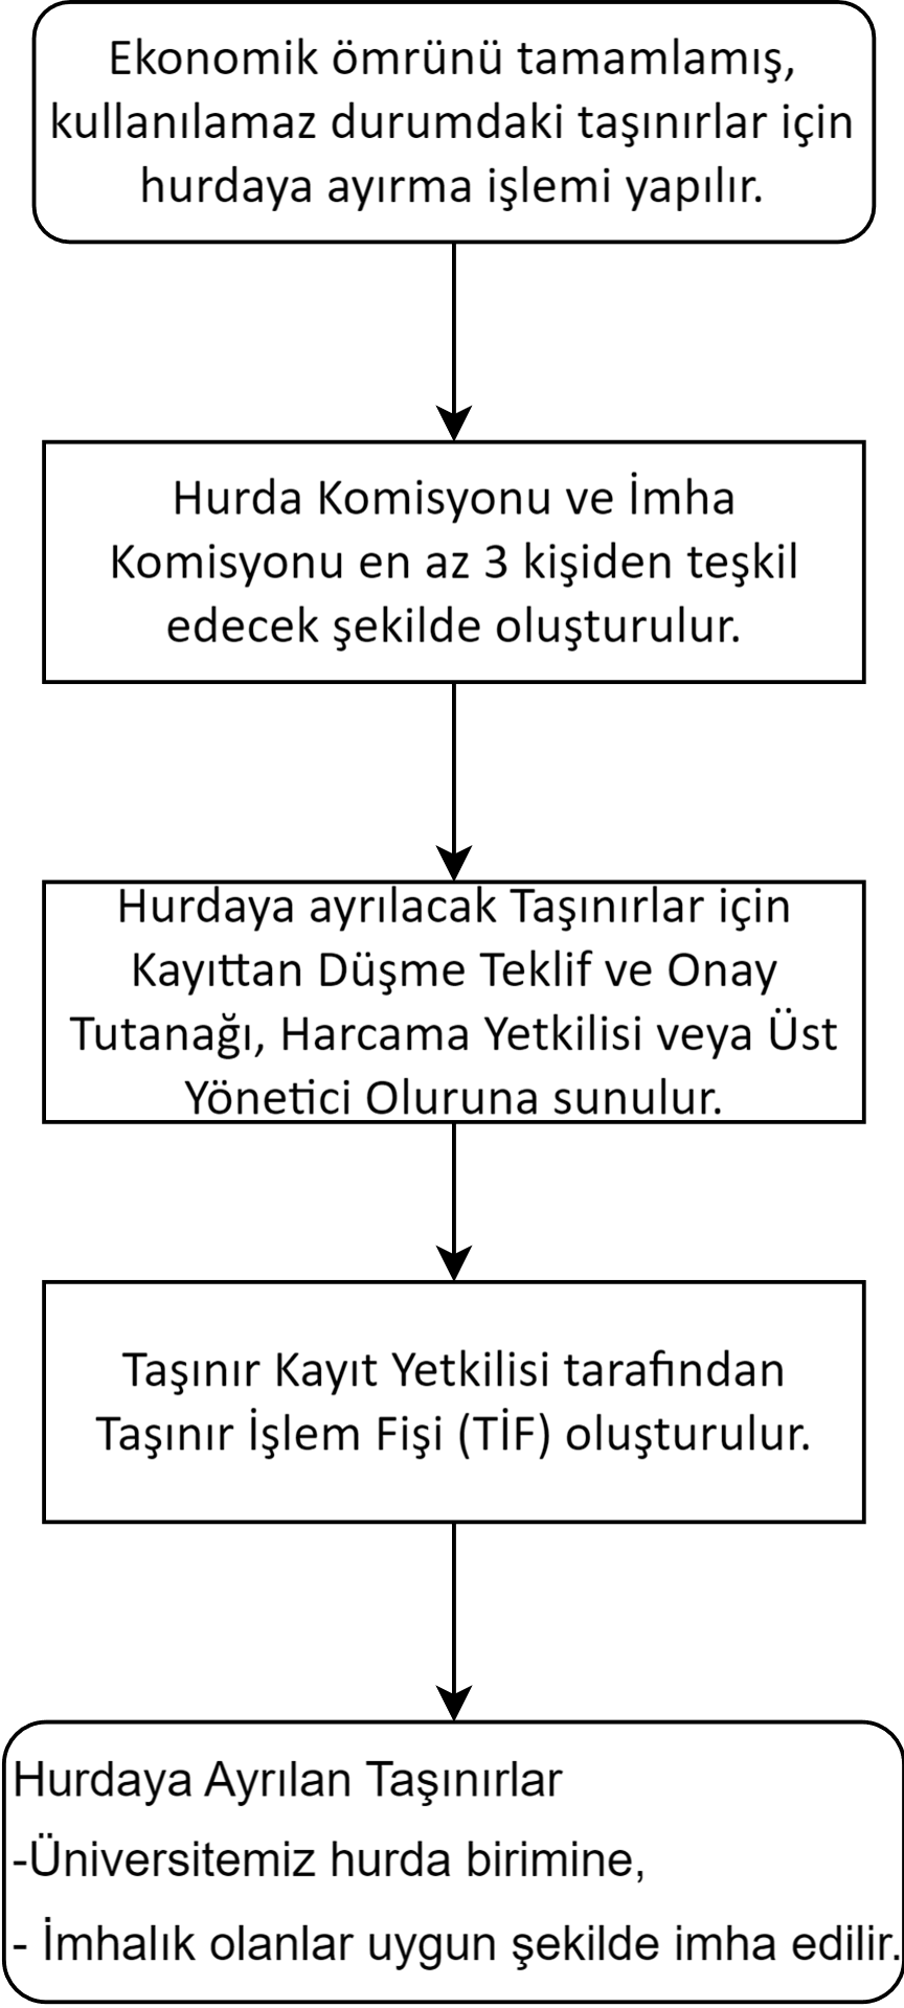 Ekonomik ömrünü tamamlamış,
kullanılamaz durumdaki taşınırlar için
hurdaya ayırma işlemi yapılır.
Hurda Komisyonu ve İmha
Komisyonu en az 3 kişiden teşkil
edecek şekilde oluşturulur.
Hurdaya ayrılacak Taşınırlar için
Kayıttan Düşme Teklif ve Onay
Tutanağı, Harcama Yetkilisi veya Üst
Yönetici Oluruna sunulur.
Taşınır Kayıt Yetkilisi tarafından
Taşınır İşlem Fişi (TİF) oluşturulur.
Hurdaya Ayrılan Taşınırlar
-Üniversitemiz hurda birimine,
- İmhalık olanlar uygun şekilde imha edilir.